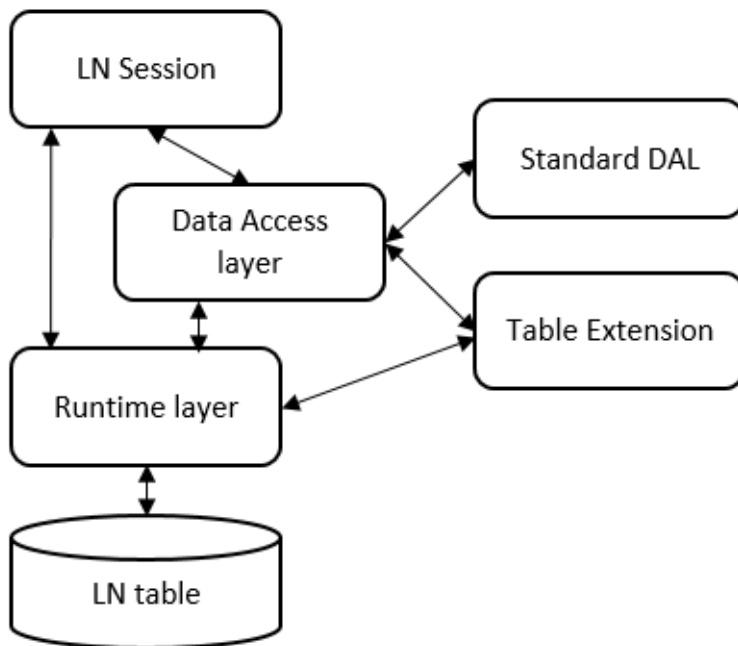 LN Session
Standard DAL
Data Access
layer
Table Extension
Runtime layer
LN table